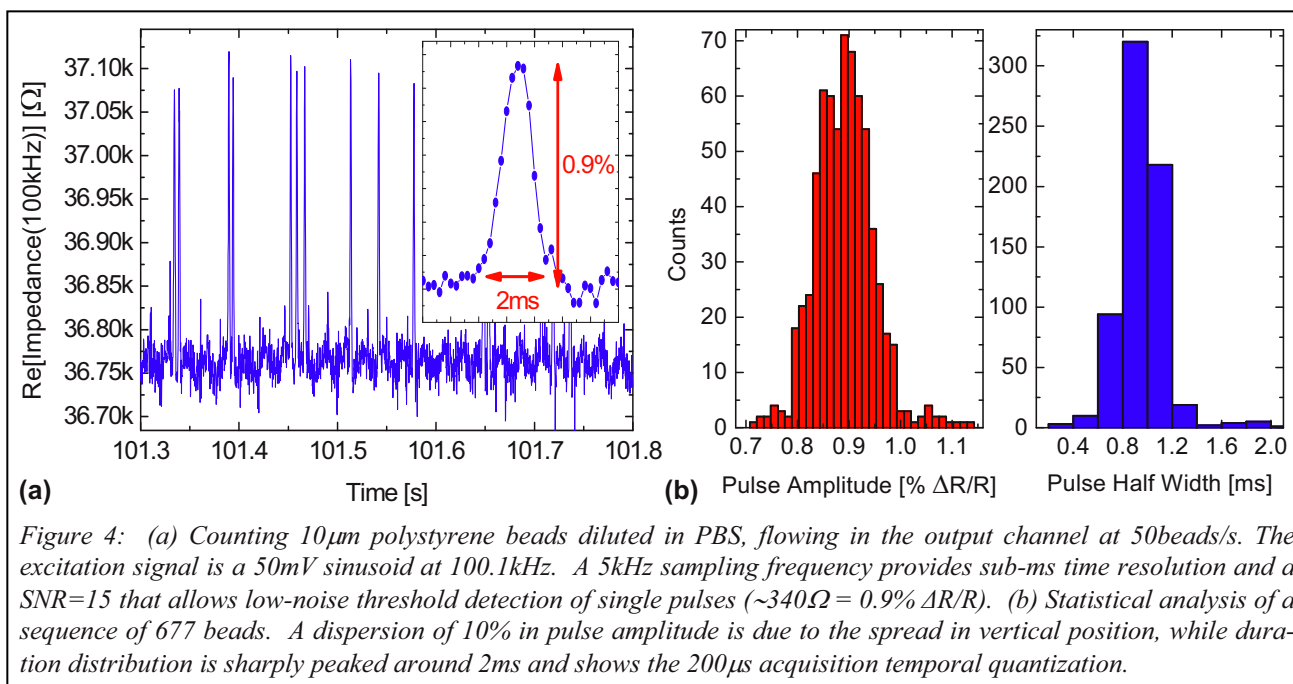 37.10k
37.05k
37.00k
36.95k
36.90k
36.85k
36.80k
36.75k
36.70k
Re[Impedance(100kHz)] [Ω]
101.3 101.4 101.5 101.6 101.7 101.8
Time [s]
0.9%
2ms
(a)
70
60
50
40
30
20
10
0
Counts
0.7 0.8 0.9 1.0 1.1
Pulse Amplitude [% ΔR/R]
300
250
200
150
100
50
0
0.4 0.8 1.2 1.6 2.0
Pulse Half Width [ms]
(b)
Figure 4: (a) Counting 10μm polystyrene beads diluted in PBS, flowing in the output channel at 50beads/s. The
excitation signal is a 50mV sinusoid at 100.1kHz. A 5kHz sampling frequency provides sub-ms time resolution and a
SNR=15 that allows low-noise threshold detection of single pulses (~340Ω = 0.9% ΔR/R). (b) Statistical analysis of a
sequence of 677 beads. A dispersion of 10% in pulse amplitude is due to the spread in vertical position, while dura-
tion distribution is sharply peaked around 2ms and shows the 200μs acquisition temporal quantization.